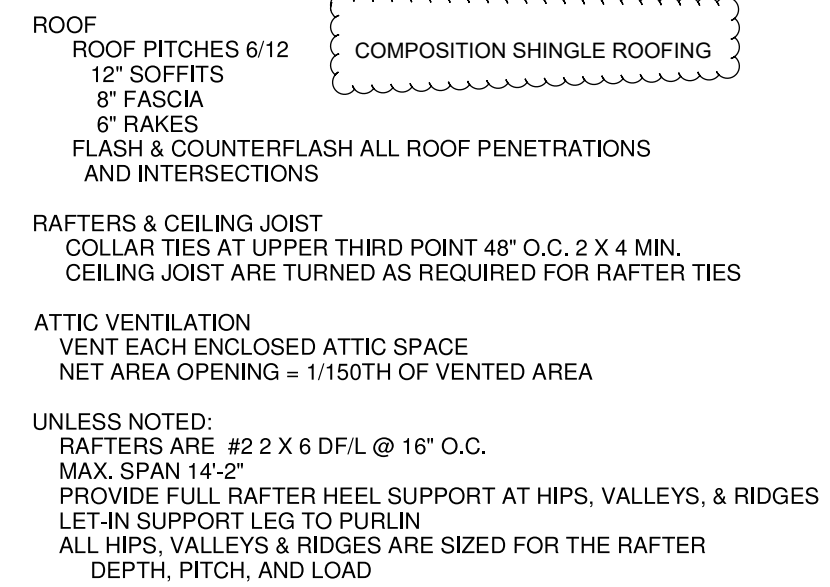 ROOF
ROOF PITCHES 6/12
COMPOSITION SHINGLE ROOFING
12" SOFFITS
8" FASCIA
6" RAKES
FLASH & COUNTERFLASH ALL ROOF PENETRATIONS
AND INTERSECTIONS
RAFTERS & CEILING JOIST
COLLAR TIES AT UPPER THIRD POINT 48" O.C. 2 X 4 MIN.
CEILING JOIST ARE TURNED AS REQUIRED FOR RAFTER TIES
ATTIC VENTILATION
VENT EACH ENCLOSED ATTIC SPACE
NET AREA OPENING = 1/150TH OF VENTED AREA
UNLESS NOTED:
RAFTERS ARE #2 2 X 6 DF/L @ 16" O.C.
MAX. SPAN 14'-2"
PROVIDE FULL RAFTER HEEL SUPPORT AT HIPS, VALLEYS, & RIDGES
LET-IN SUPPORT LEG TO PURLIN
ALL HIPS, VALLEYS & RIDGES ARE SIZED FOR THE RAFTER
DEPTH, PITCH, AND LOAD